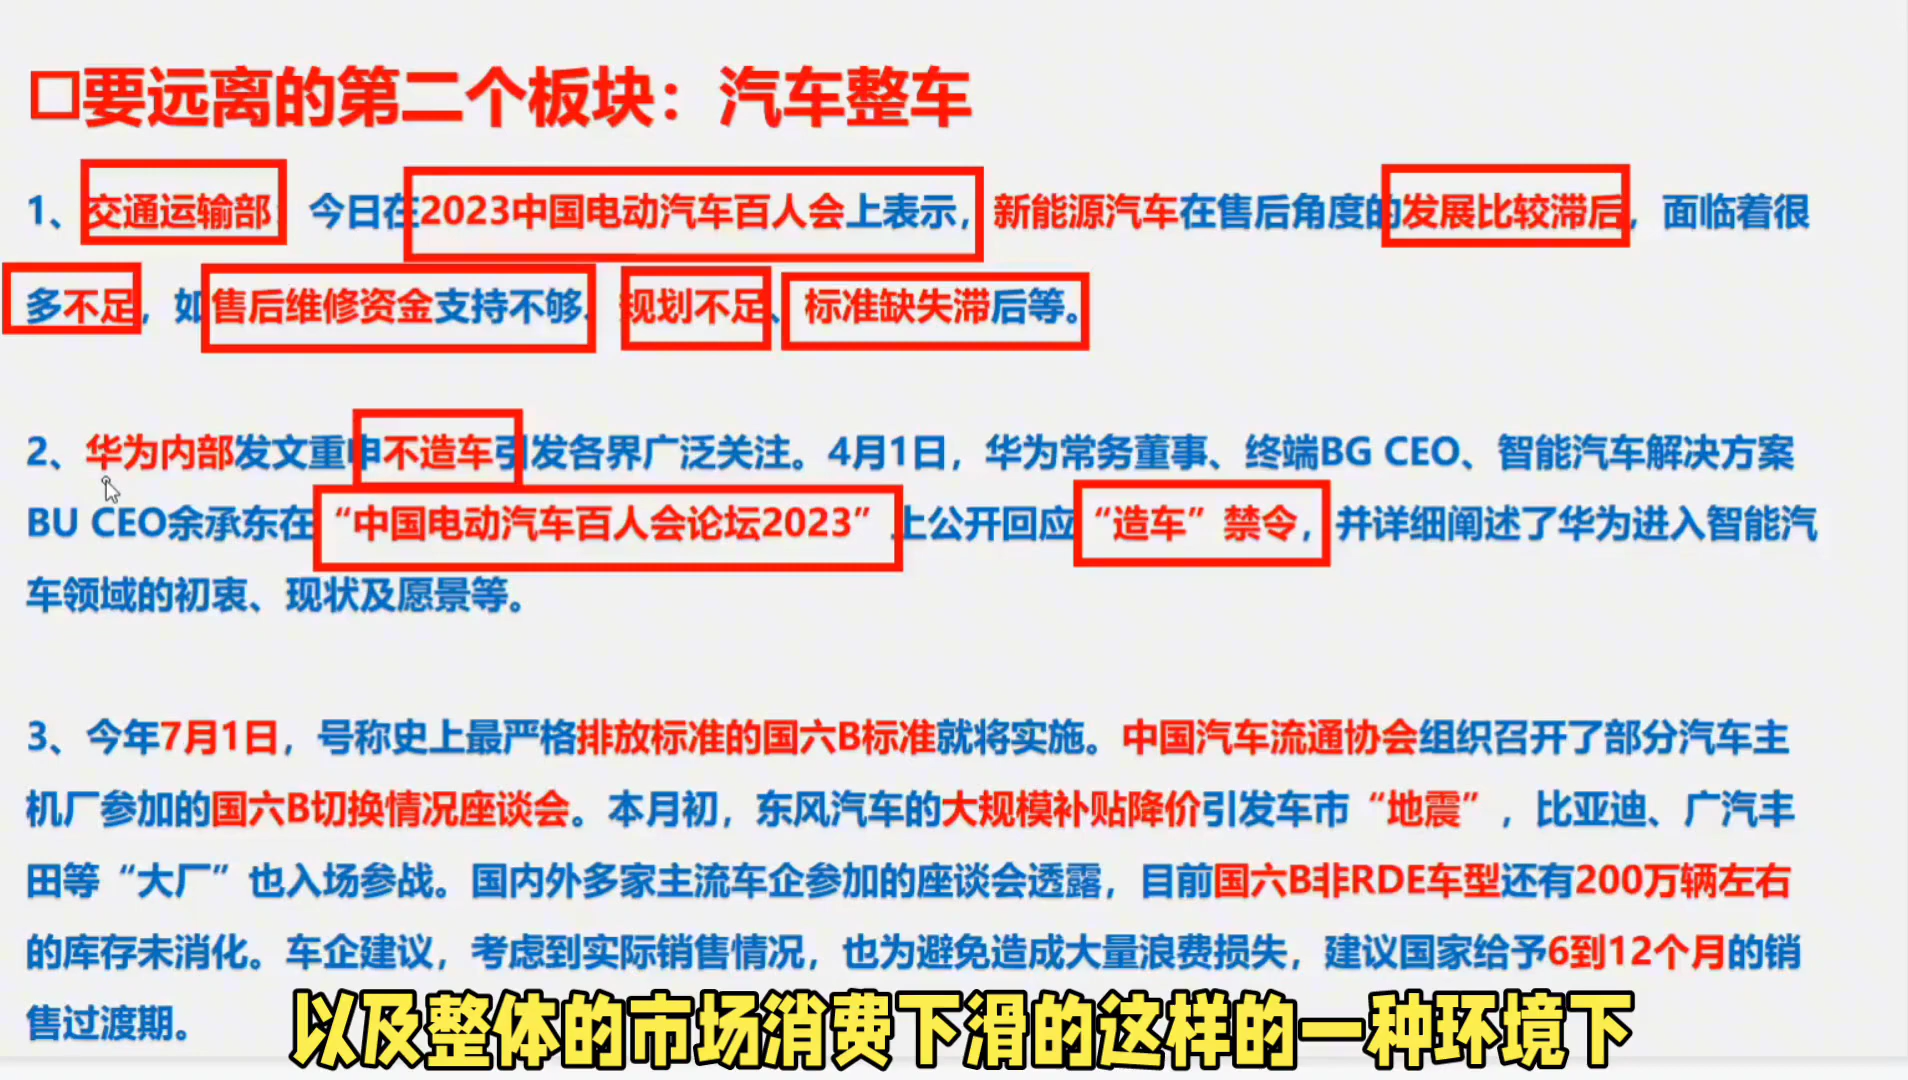 □要远离的第二个板块：汽车整车
1、交通运输部：今日在2023中国电动汽车百人会上表示，新能源汽车在售后角度的发展比较滞后，面临着很
多不足，如售后维修资金支持不够、规划不足、标准缺失滞后等。
2、华为内部发文重申不造车引发各界广泛关注。4月1日，华为常务董事、终端BG CEO、智能汽车解决方案
BU CEO余承东在“中国电动汽车百人会论坛2023”上公开回应“造车”禁令，并详细阐述了华为进入智能汽
车领域的初衷、现状及愿景等。
3、今年7月1日，号称史上最严格排放标准的国六B标准就将实施。中国汽车流通协会组织召开了部分汽车主
机厂参加的国六B切换情况座谈会。本月初，东风汽车的大规模补贴降价引发车市“地震”，比亚迪、广汽丰
田等“大厂”也入场参战。国内外多家主流车企参加的座谈会透露，目前国六B非RDE车型还有200万辆左右
的库存未消化。车企建议，考虑到实际销售情况，也为避免造成大量浪费损失，建议国家给予6到12个月的销
售过渡期。
以及整体的市场消费下滑的这样的一种环境下